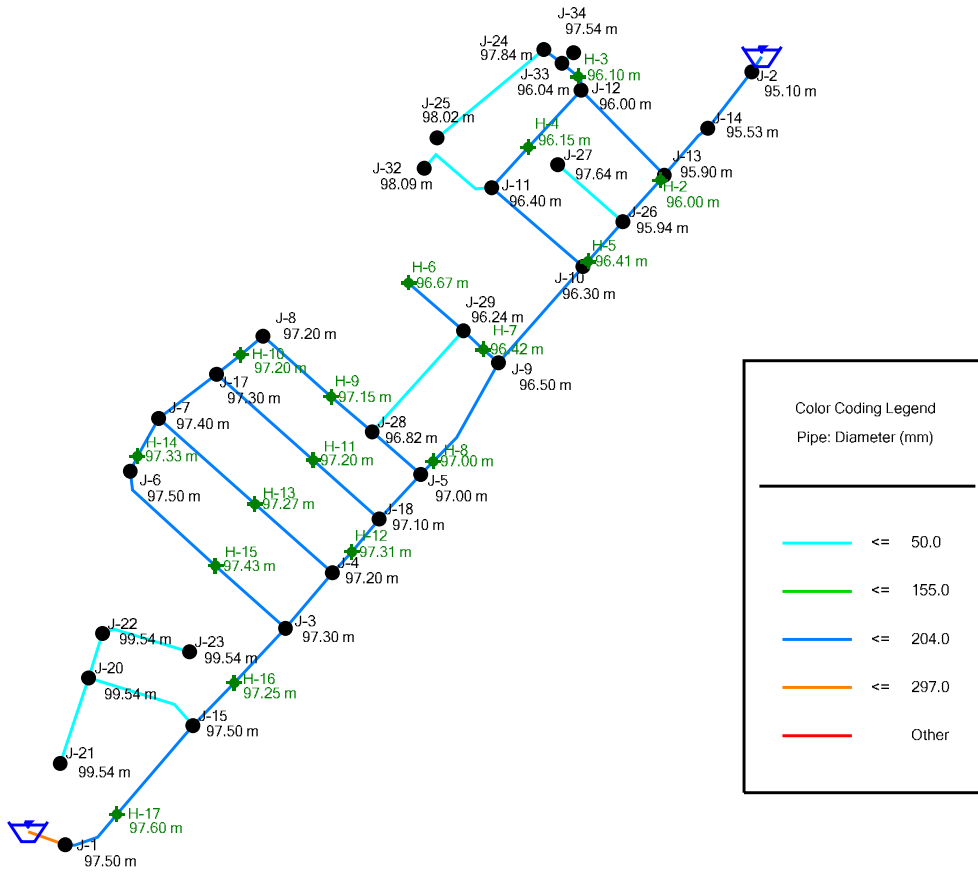 J-34
97.54 m
J-24
97.84 m
H-3
96.10 m
J-33
96.04 m
J-12
96.00 m
J-2
95.10 m
J-25
98.02 m
H-4
96.15 m
J-14
95.53 m
J-32
98.09 m
J-27
97.64 m
J-13
95.90 m
H-2
96.00 m
J-11
96.40 m
J-26
95.94 m
H-5
96.41 m
J-10
96.30 m
H-6
96.67 m
J-29
96.24 m
H-7
96.42 m
J-9
96.50 m
J-8
97.20 m
H-10
97.20 m
J-17
97.30 m
H-9
97.15 m
J-7
97.40 m
J-28
96.82 m
H-14
97.33 m
H-11
97.20 m
H-8
97.00 m
J-6
97.50 m
J-5
97.00 m
H-13
97.27 m
J-18
97.10 m
H-12
97.31 m
H-15
97.43 m
J-4
97.20 m
J-22
99.54 m
J-23
99.54 m
J-3
97.30 m
J-20
99.54 m
H-16
97.25 m
J-15
97.50 m
J-21
99.54 m
H-17
97.60 m
J-1
97.50 m
Color Coding Legend
Pipe: Diameter (mm)
<= 50.0
<= 155.0
<= 204.0
<= 297.0
Other